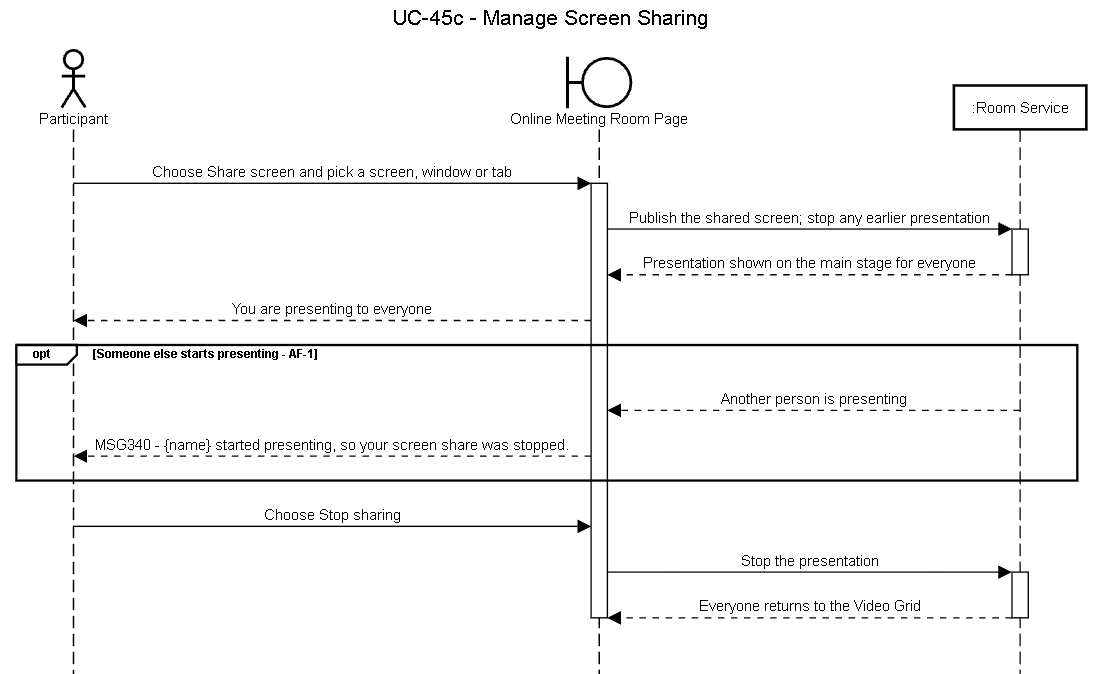 UC-45c - Manage Screen Sharing
Participant
Online Meeting Room Page
:Room Service
Choose Share screen and pick a screen, window or tab
Publish the shared screen; stop any earlier presentation
Presentation shown on the main stage for everyone
You are presenting to everyone
opt
[Someone else starts presenting - AF-1]
Another person is presenting
MSG340 - {name} started presenting, so your screen share was stopped.
Choose Stop sharing
Stop the presentation
Everyone returns to the Video Grid